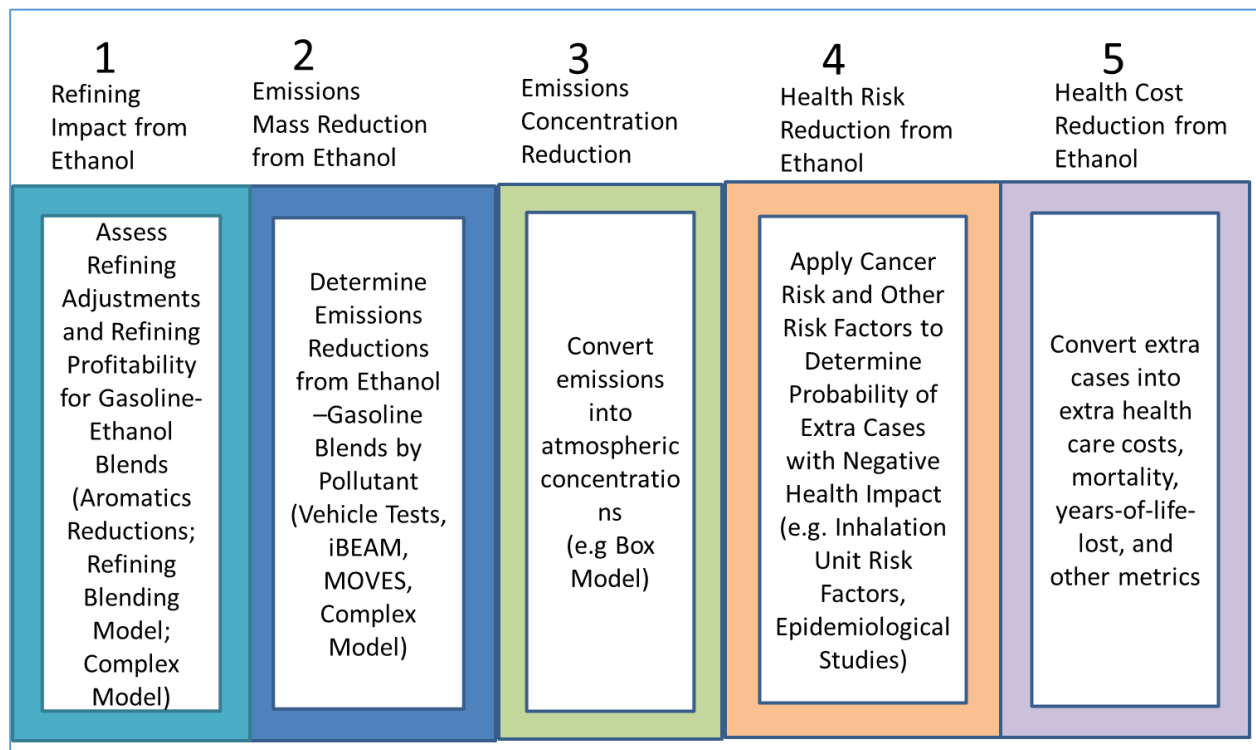 1
Refining
Impact from
Ethanol
2
Emissions
Mass Reduction
from Ethanol
3
Emissions
Concentration
Reduction
4
Health Risk
Reduction from
Ethanol
5
Health Cost
Reduction from
Ethanol
Assess
Refining
Adjustments
and Refining
Profitability
for Gasoline-
Ethanol
Blends
(Aromatics
Reductions;
Refining
Blending
Model;
Complex
Model)
Determine
Emissions
Reductions
from Ethanol
–Gasoline
Blends by
Pollutant
(Vehicle Tests,
iBEAM,
MOVES,
Complex
Model)
Convert
emissions
into
atmospheric
concentratio
ns
(e.g Box
Model)
Apply Cancer
Risk and Other
Risk Factors to
Determine
Probability of
Extra Cases
with Negative
Health Impact
(e.g. Inhalation
Unit Risk
Factors,
Epidemiological
Studies)
Convert extra
cases into
extra health
care costs,
mortality,
years-of-life-
lost, and
other metrics